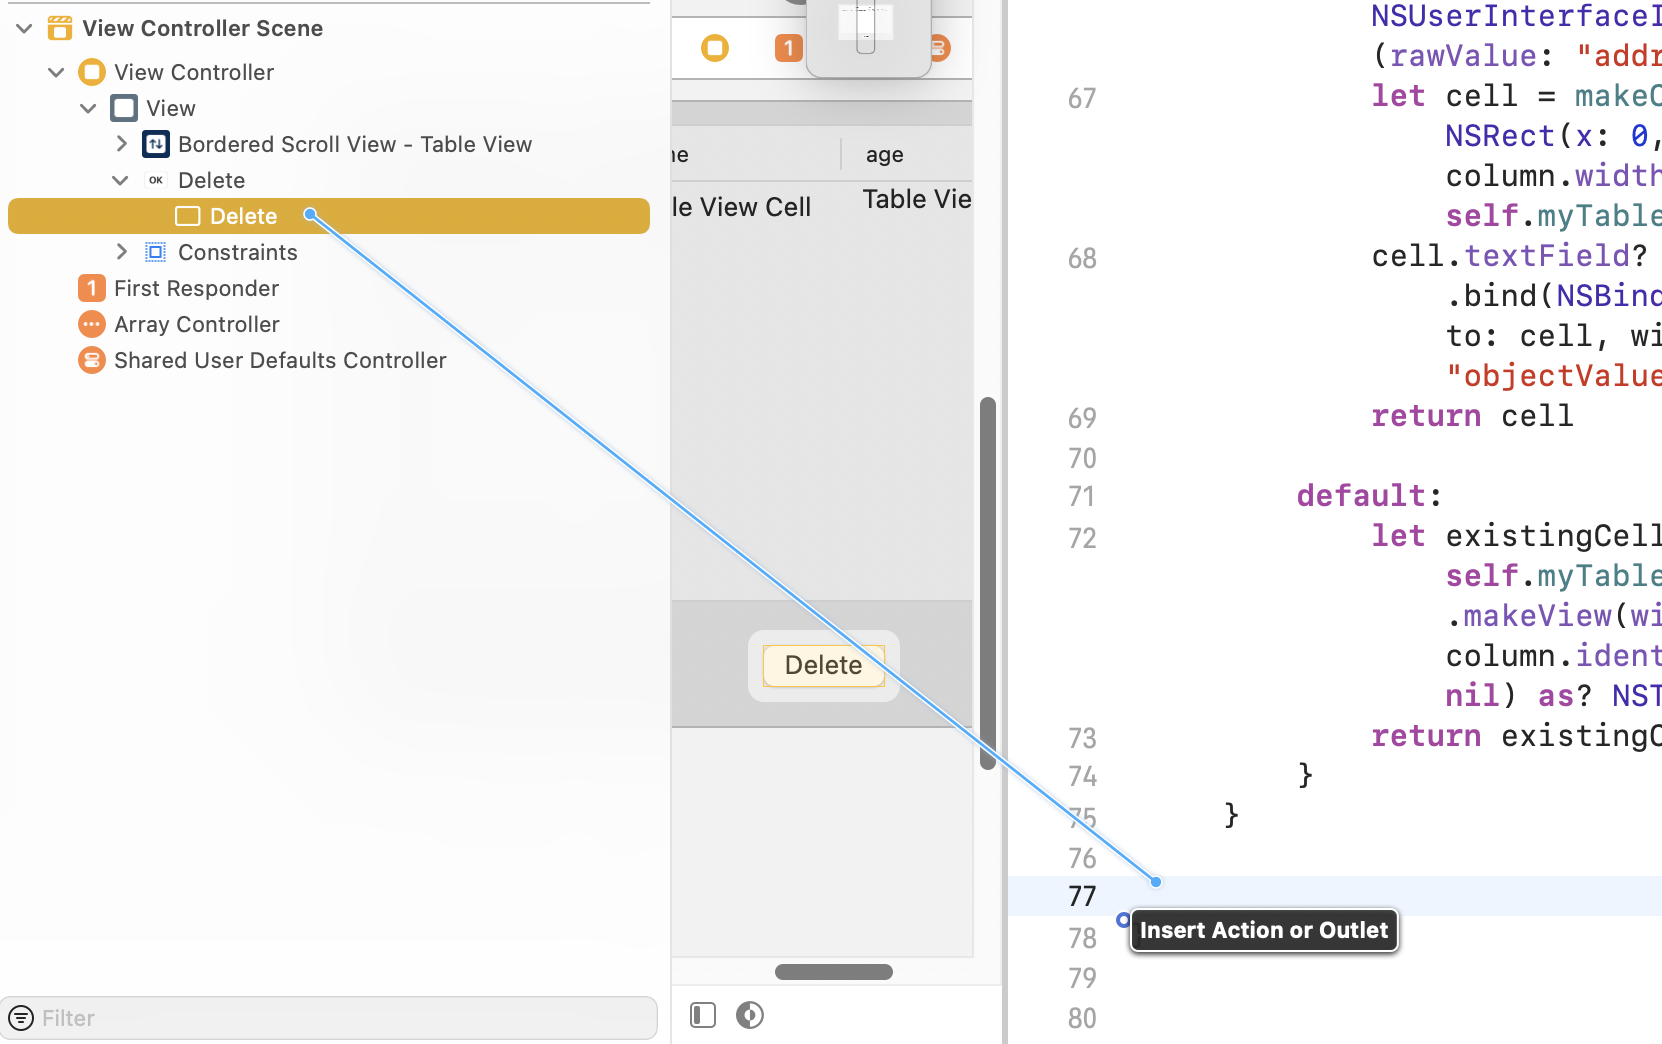 View Controller Scene
View Controller
View
Bordered Scroll View - Table View
OK Delete
Delete
Constraints
1 First Responder
Array Controller
Shared User Defaults Controller
Filter
1
ne
age
le View Cell
Table Vie
Delete
NSUserInterfaceI
(rawValue: "addr
67 let cell = makeC
NSRect(x: 0,
column.width
self.myTable
68 cell.textField?
.bind(NSBind
to: cell, wi
"objectValue
69 return cell
70
71 default:
72 let existingCell
self.myTable
.makeView(wi
column.ident
nil) as? NST
73 return existingC
74 }
75 }
76
77
Insert Action or Outlet
78
79
80